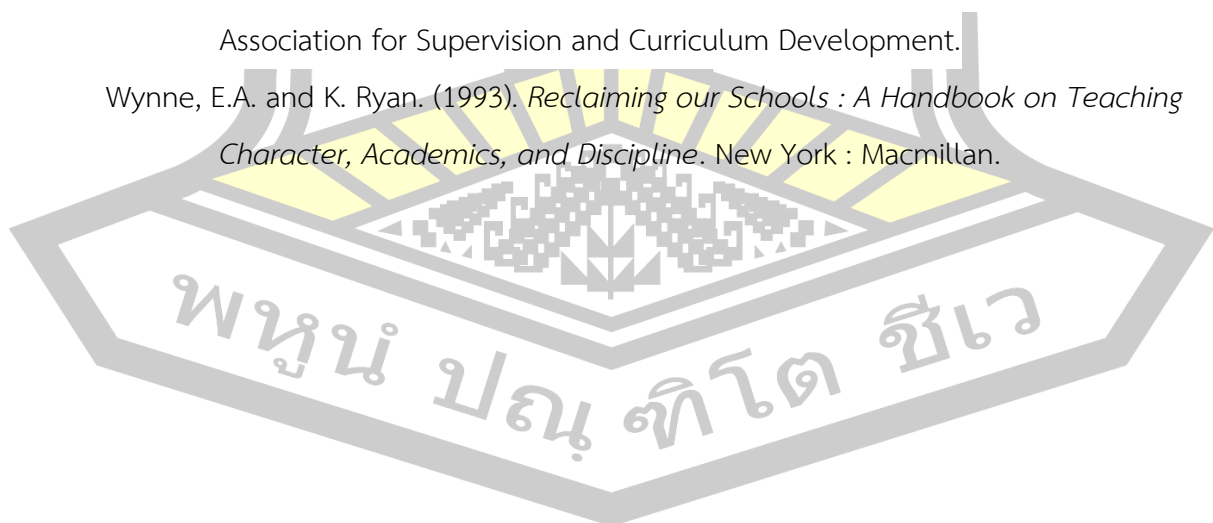 Association for Supervision and Curriculum Development.
Wynne, E.A. and K. Ryan. (1993). Reclaiming our Schools : A Handbook on Teaching
Character, Academics, and Discipline. New York : Macmillan.
พหูนํ ปณฺฑิโต ชีเว